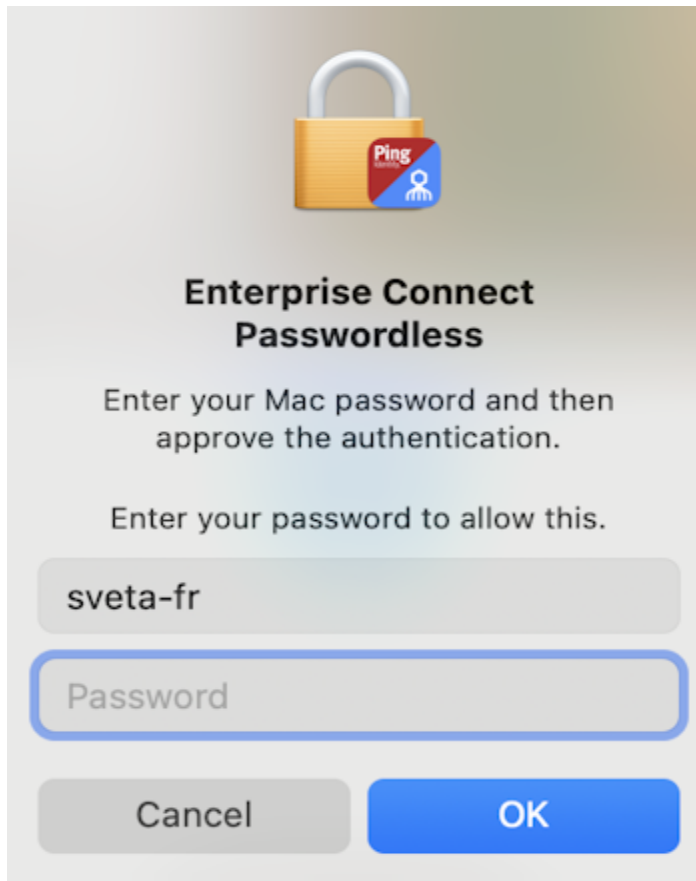 Ping
Identity
Enterprise Connect
Passwordless
Enter your Mac password and then
approve the authentication.
Enter your password to allow this.
sveta-fr
Password
Cancel
OK